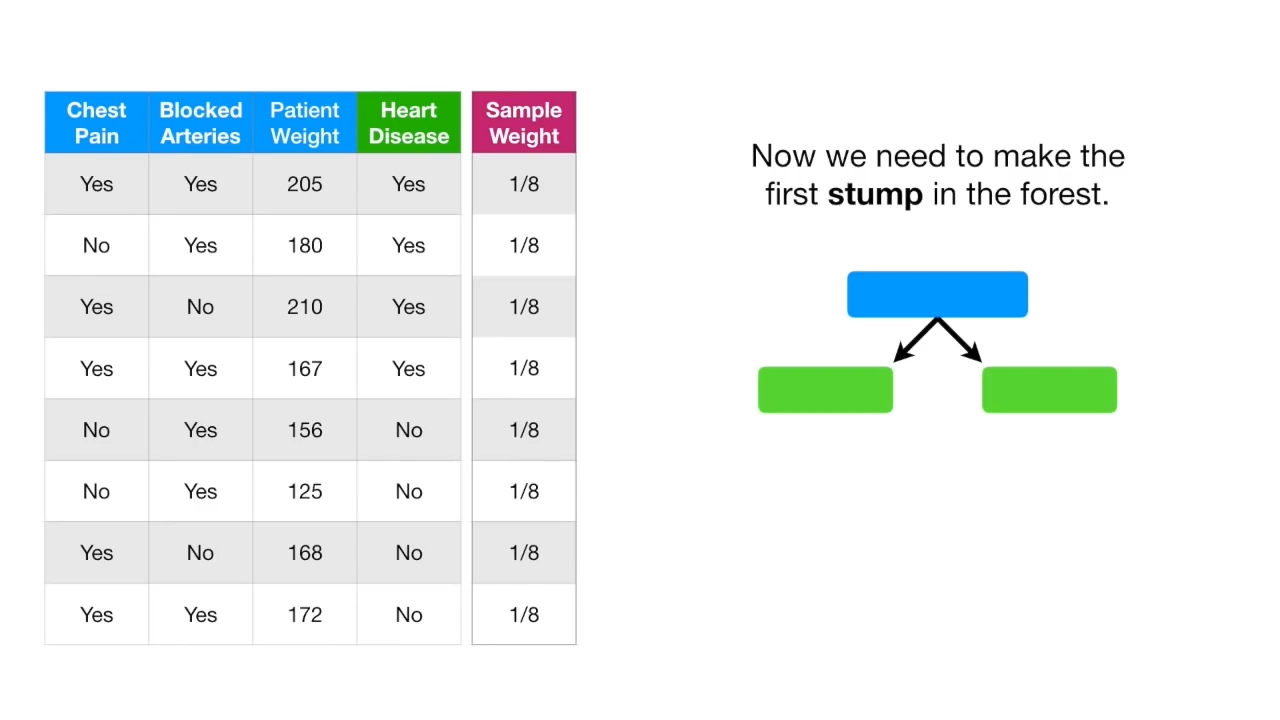 Chest Pain Blocked Arteries Patient Weight Heart Disease Sample Weight
Yes Yes 205 Yes 1/8
No Yes 180 Yes 1/8
Yes No 210 Yes 1/8
Yes Yes 167 Yes 1/8
No Yes 156 No 1/8
No Yes 125 No 1/8
Yes No 168 No 1/8
Yes Yes 172 No 1/8
Now we need to make the
first stump in the forest.